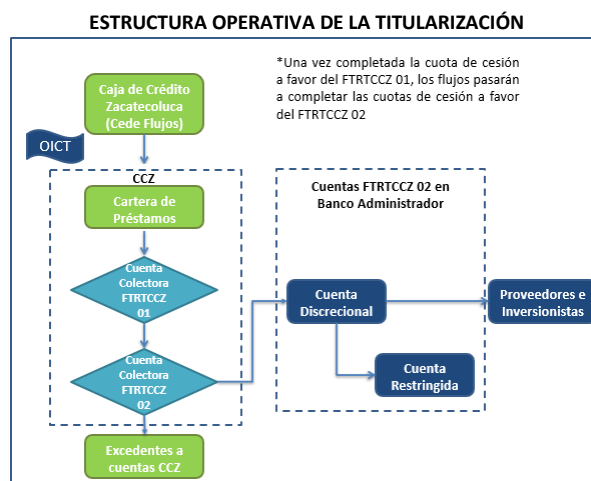 ESTRUCTURA OPERATIVA DE LA TITULARIZACIÓN
*Una vez completada la cuota de cesión
a favor del FTRTCCZ 01, los flujos pasarán
a completar las cuotas de cesión a favor
del FTRTCCZ 02
Caja de Crédito
Zacatecoluca
(Cede Flujos)
OICT
CCZ
Cartera de
Préstamos
Cuenta
Colectora
FTRTCCZ
01
Cuenta
Colectora
FTRTCCZ
02
Excedentes a
cuentas CCZ
Cuentas FTRTCCZ 02 en
Banco Administrador
Cuenta
Discrecional
Cuenta
Restringida
Proveedores e
Inversionistas